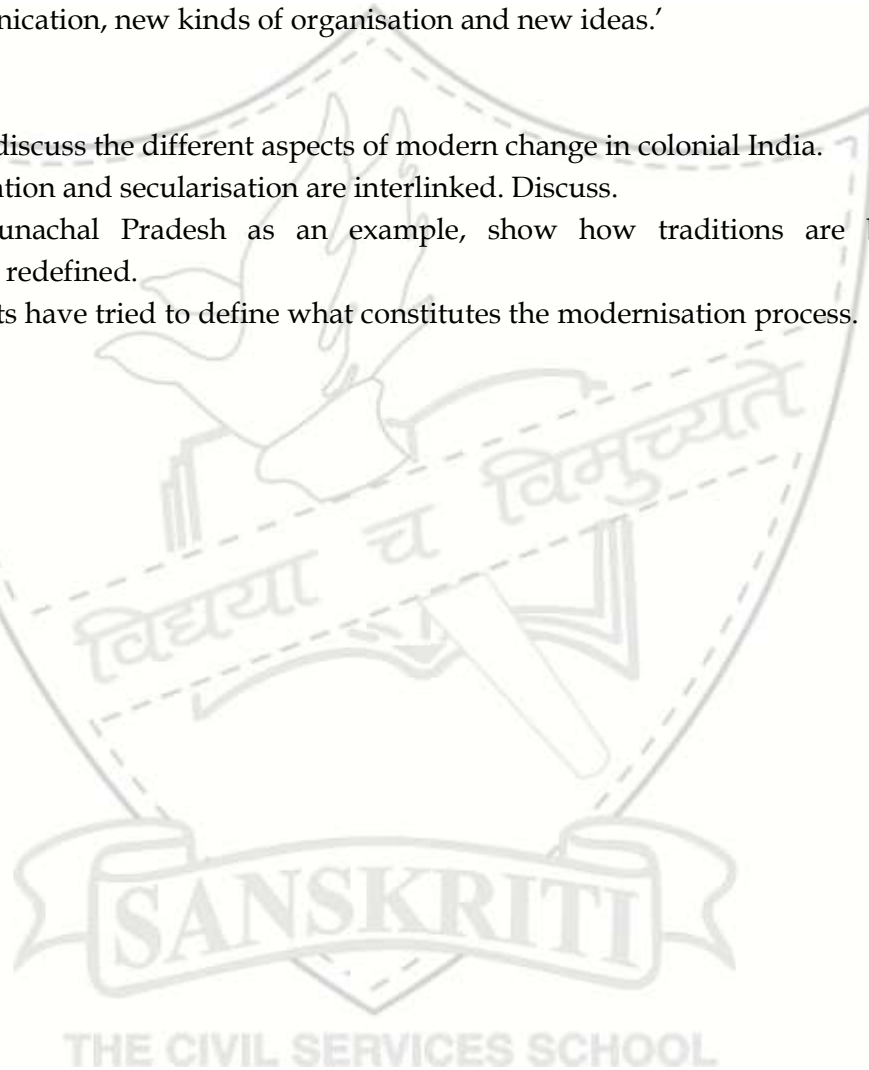 nication, new kinds of organisation and new ideas.’
discuss the different aspects of modern change in colonial India.
tion and secularisation are interlinked. Discuss.
unachal Pradesh as an example, show how traditions are
redefined.
ts have tried to define what constitutes the modernisation process.
विद्यया च विमुच्यते
SANSKRITI
THE CIVIL SERVICES SCHOOL